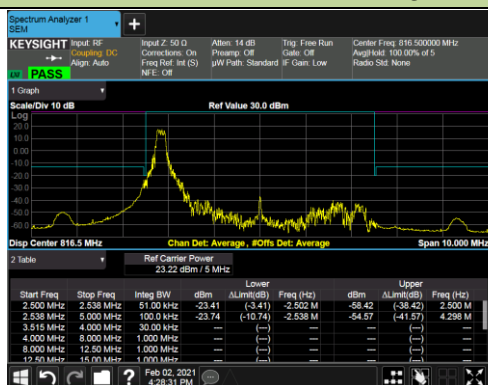 Spectrum Analyzer 1
SEM
KEYSIGHT Input: RF Input Z: 50 Ω Atten: 14 dB Trig: Free Run Center Freq: 816.500000 MHz
Coupling: DC Corrections: On Preamp: Off Gate: Off Avg|Hold: 100.00% of 5
Align: Auto Freq Ref: Int (S) µW Path: Standard IF Gain: Low Radio Std: None
NFE: Off
PASS
1 Graph
Scale/Div 10 dB Ref Value 30.0 dBm
Log
20.0
10.0
0.00
-10.0
-20.0
-30.0
-40.0
-50.0
-60.0
Disp Center 816.5 MHz Chan Det: Average, #Offs Det: Average Span 10.000 MHz
2 Table Ref Carrier Power
23.22 dBm / 5 MHz
Lower Upper
Start Freq Stop Freq Integ BW dBm ΔLimit(dB) Freq (Hz) dBm ΔLimit(dB) Freq (Hz)
2.500 MHz 2.538 MHz 51.00 kHz -23.41 (-3.41) -2.502 M -58.42 (-38.42) 2.500 M
2.538 MHz 5.000 MHz 100.0 kHz -23.74 (-10.74) -2.538 M -54.57 (-41.57) 4.298 M
3.515 MHz 4.000 MHz 30.00 kHz --- (---) --- --- (---) ---
4.000 MHz 8.000 MHz 1.000 MHz --- (---) --- --- (---) ---
8.000 MHz 12.50 MHz 1.000 MHz --- (---) --- --- (---) ---
12.50 MHz 15.00 MHz 1.000 MHz --- (---) --- --- (---) ---
Feb 02, 2021
4:28:31 PM